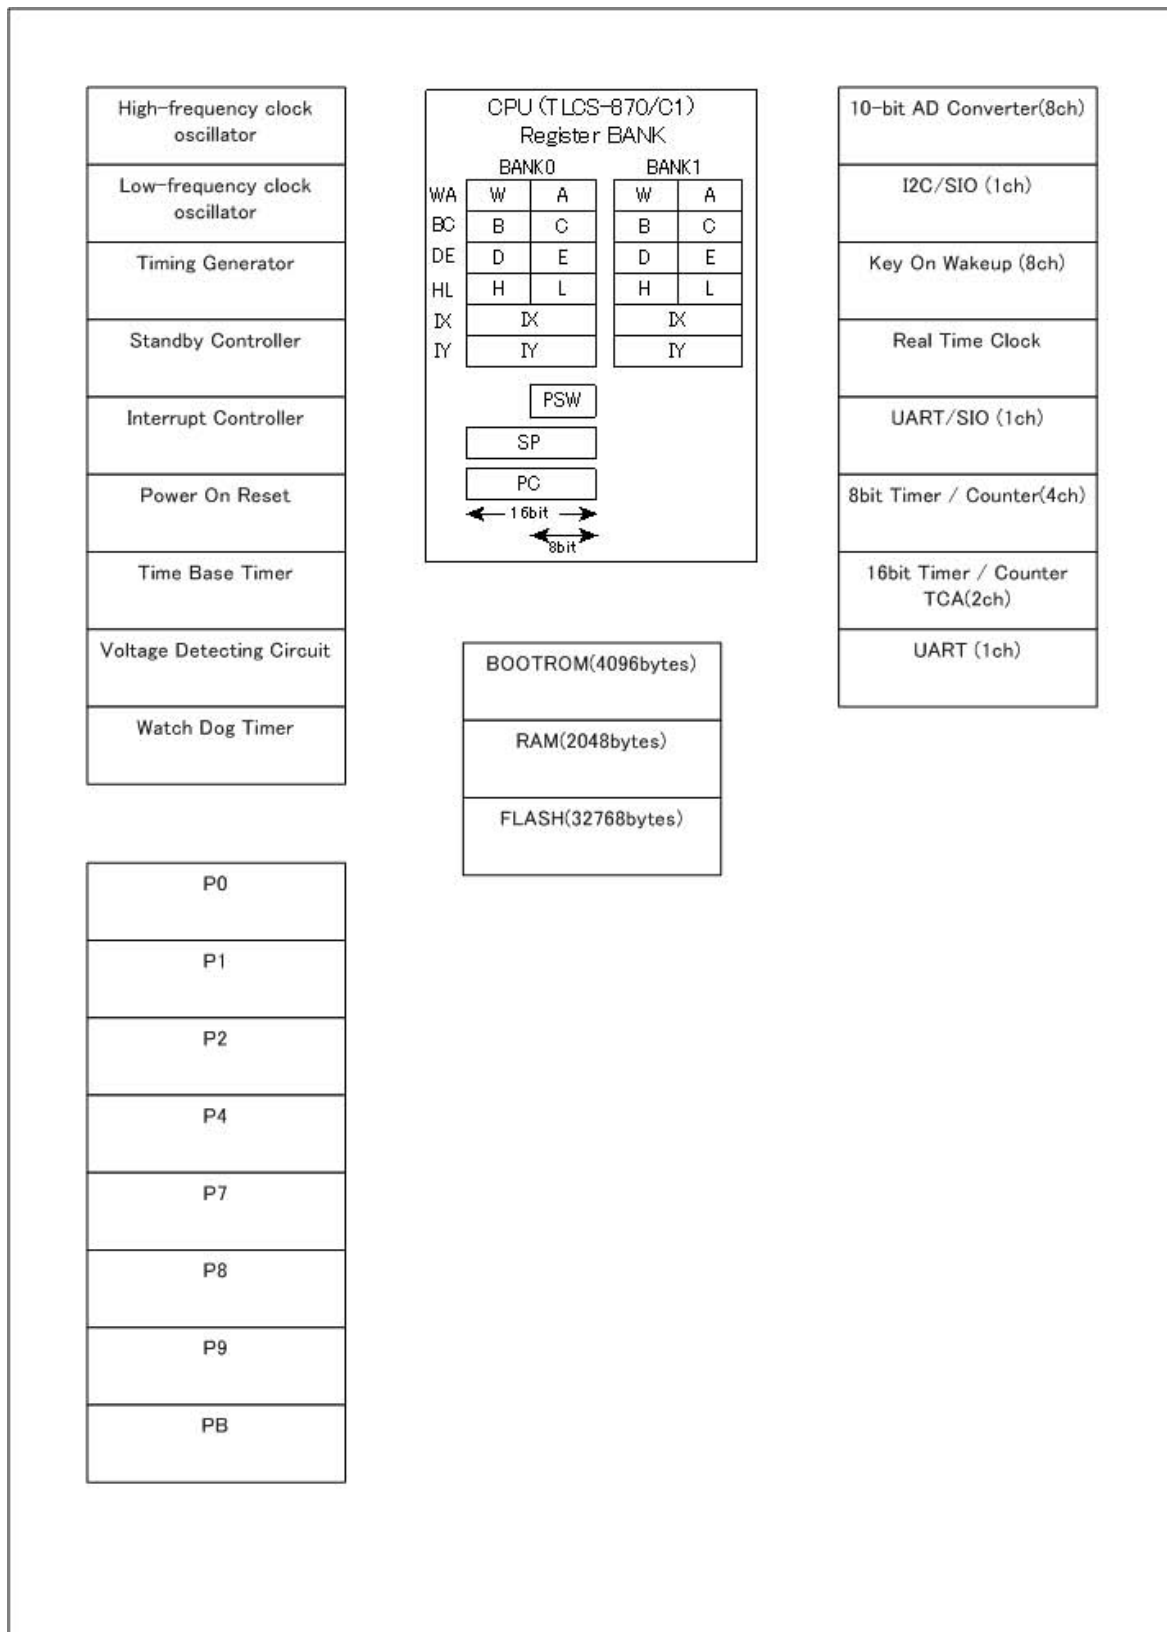 High-frequency clock
oscillator
Low-frequency clock
oscillator
Timing Generator
Standby Controller
Interrupt Controller
Power On Reset
Time Base Timer
Voltage Detecting Circuit
Watch Dog Timer
P0
P1
P2
P4
P7
P8
P9
PB
CPU (TLCS-870/C1)
Register BANK
BANK0 BANK1
WA W A W A
BC B C B C
DE D E D E
HL H L H L
IX IX IX
IY IY IY
PSW
SP
PC
16bit
8bit
BOOTROM(4096bytes)
RAM(2048bytes)
FLASH(32768bytes)
10-bit AD Converter(8ch)
I2C/SIO (1ch)
Key On Wakeup (8ch)
Real Time Clock
UART/SIO (1ch)
8bit Timer / Counter(4ch)
16bit Timer / Counter
TCA(2ch)
UART (1ch)